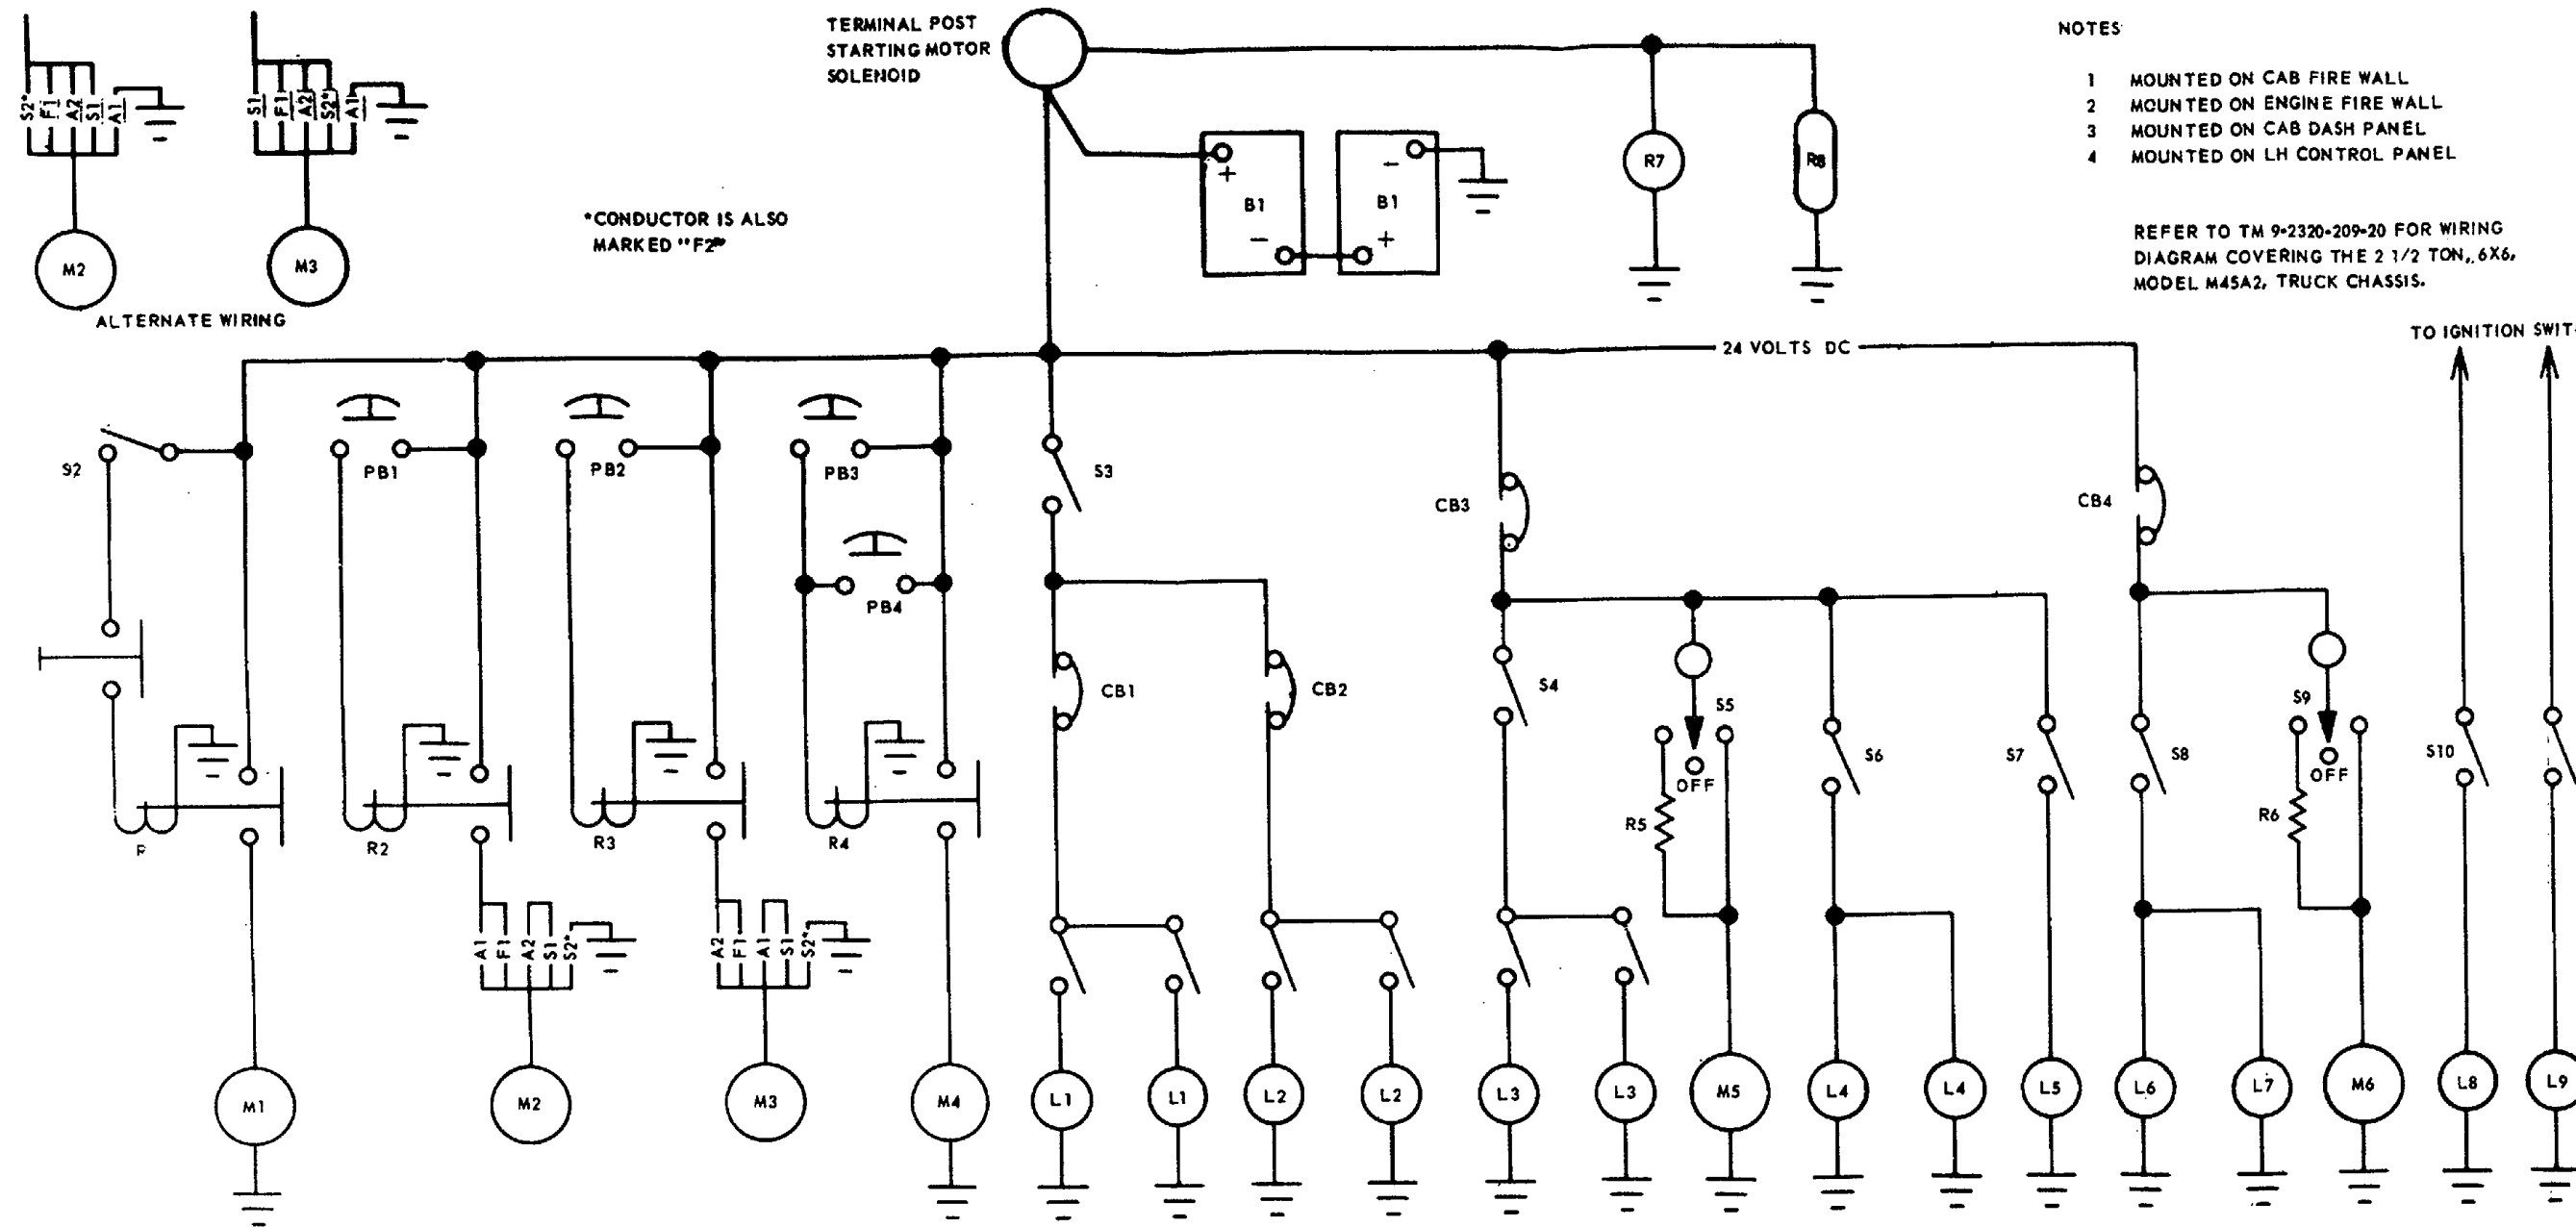 TERMINAL POST
STARTING MOTOR
SOLENOID
NOTES
1 MOUNTED ON CAB FIRE WALL
2 MOUNTED ON ENGINE FIRE WALL
3 MOUNTED ON CAB DASH PANEL
4 MOUNTED ON LH CONTROL PANEL
S2* F1 A2 S1 A1
S1 F1 A2 S2* A1
B1 B1
+ - - +
R7 R8
M2 M3
*CONDUCTOR IS ALSO
MARKED "F2"
REFER TO TM 9-2320-209-20 FOR WIRING
DIAGRAM COVERING THE 2 1/2 TON, 6X6,
MODEL M45A2, TRUCK CHASSIS.
ALTERNATE WIRING
24 VOLTS DC
TO IGNITION SWIT
S2 PB1 PB2 PB3 S3
CB3 CB4
PB4
CB1 CB2 S4 S5 S9
S6 S7 S8 S10
OFF OFF
R5 R6
R R2 R3 R4
A1 F1 A2 S1 S2*
A2 F1 A1 S1 S2*
M1 M2 M3 M4 L1 L1 L2 L2 L3 L3 M5 L4 L4 L5 L6 L7 M6 L8 L9